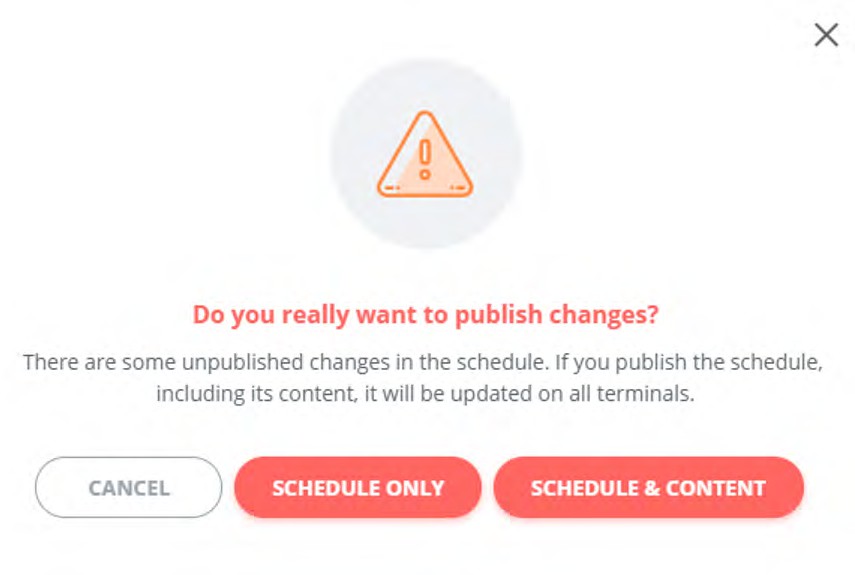 Do you really want to publish changes?
There are some unpublished changes in the schedule. If you publish the schedule,
including its content, it will be updated on all terminals.
CANCEL
SCHEDULE ONLY
SCHEDULE & CONTENT